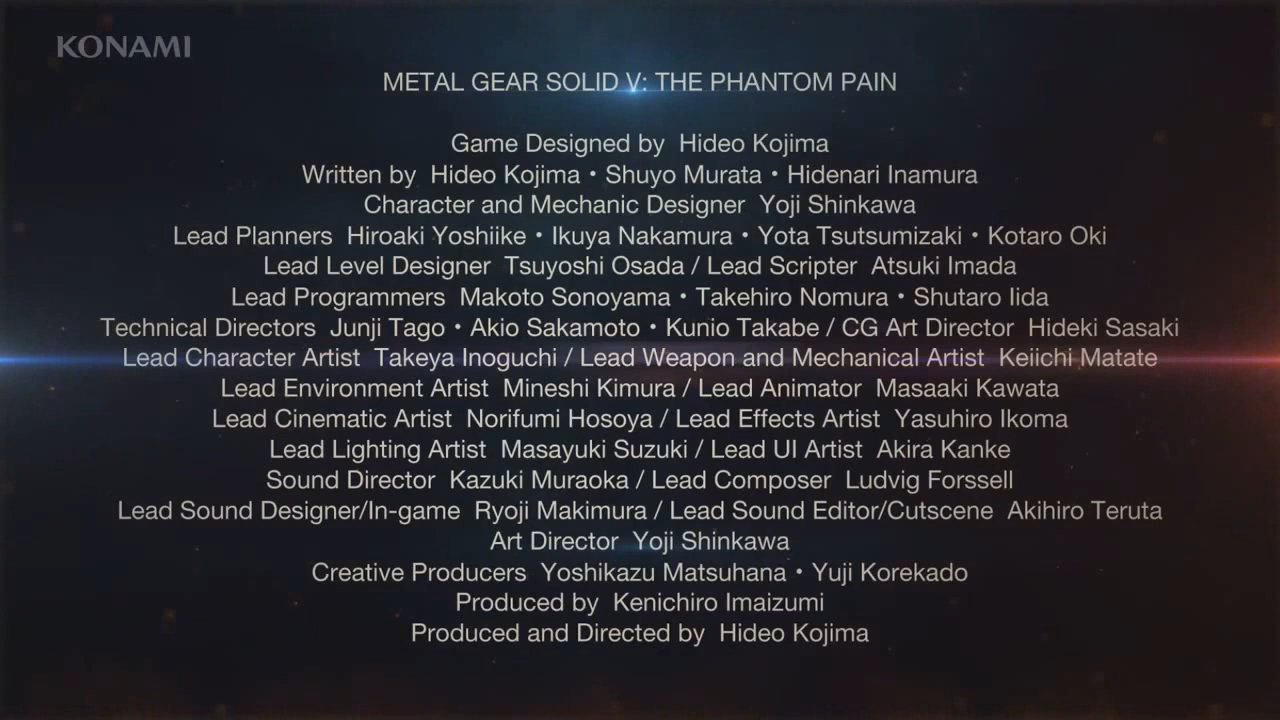 KONAMI
METAL GEAR SOLID V: THE PHANTOM PAIN
Game Designed by Hideo Kojima
Written by Hideo Kojima・Shuyo Murata・Hidenari Inamura
Character and Mechanic Designer Yoji Shinkawa
Lead Planners Hiroaki Yoshiike・Ikuya Nakamura・Yota Tsutsumizaki・Kotaro Oki
Lead Level Designer Tsuyoshi Osada / Lead Scripter Atsuki Imada
Lead Programmers Makoto Sonoyama・Takehiro Nomura・Shutaro Iida
Technical Directors Junji Tago・Akio Sakamoto・Kunio Takabe / CG Art Director Hideki Sasaki
Lead Character Artist Takeya Inoguchi / Lead Weapon and Mechanical Artist Keiichi Matate
Lead Environment Artist Mineshi Kimura / Lead Animator Masaaki Kawata
Lead Cinematic Artist Norifumi Hosoya / Lead Effects Artist Yasuhiro Ikoma
Lead Lighting Artist Masayuki Suzuki / Lead UI Artist Akira Kanke
Sound Director Kazuki Muraoka / Lead Composer Ludvig Forssell
Lead Sound Designer/In-game Ryoji Makimura / Lead Sound Editor/Cutscene Akihiro Teruta
Art Director Yoji Shinkawa
Creative Producers Yoshikazu Matsuhana・Yuji Korekado
Produced by Kenichiro Imaizumi
Produced and Directed by Hideo Kojima